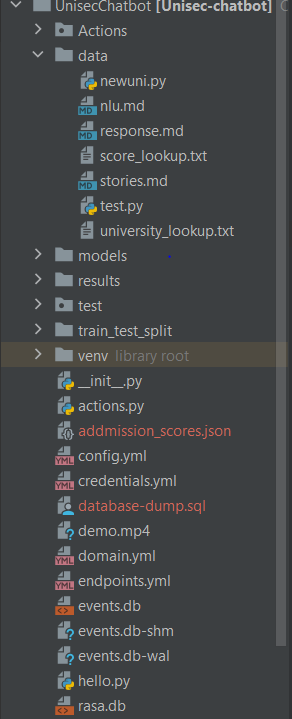 UnisecChatbot [Unisec-chatbot]
Actions
data
newuni.py
nlu.md
response.md
score_lookup.txt
stories.md
test.py
university_lookup.txt
models
results
test
train_test_split
venv library root
__init__.py
actions.py
addmission_scores.json
config.yml
credentials.yml
database-dump.sql
demo.mp4
domain.yml
endpoints.yml
events.db
events.db-shm
events.db-wal
hello.py
rasa.db